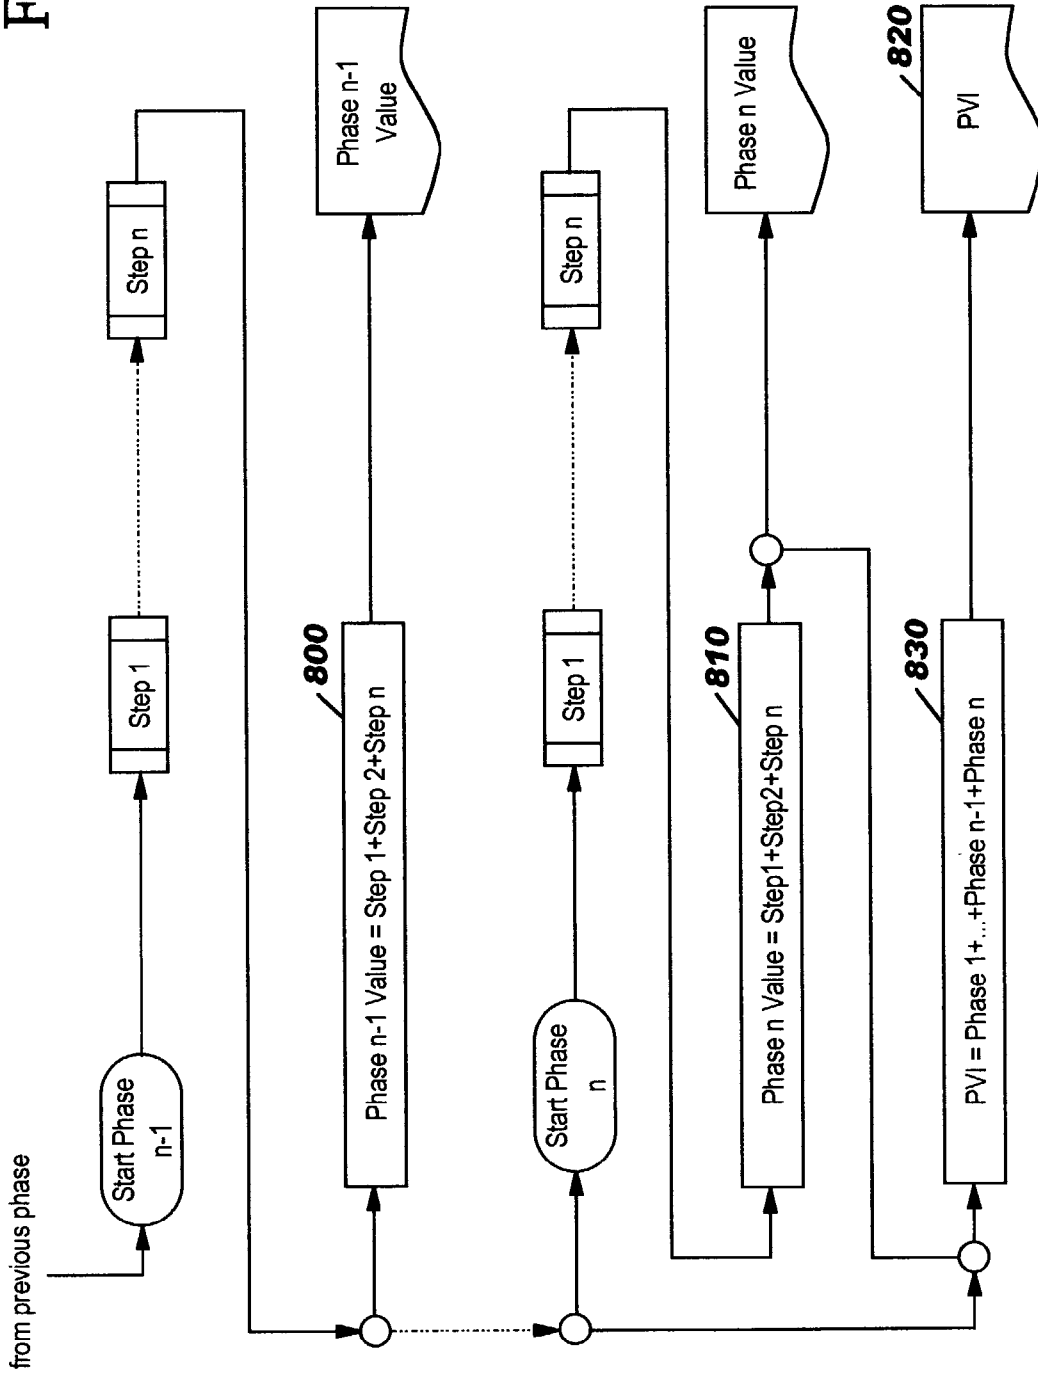 F
from previous phase
Start Phase
n-1
Step 1
Step n
800
Phase n-1 Value = Step 1+Step 2+Step n
Phase n-1
Value
Start Phase
n
Step 1
Step n
810
Phase n Value = Step1+Step2+Step n
Phase n Value
830
PVI = Phase 1+...+Phase n-1+Phase n
820
PVI